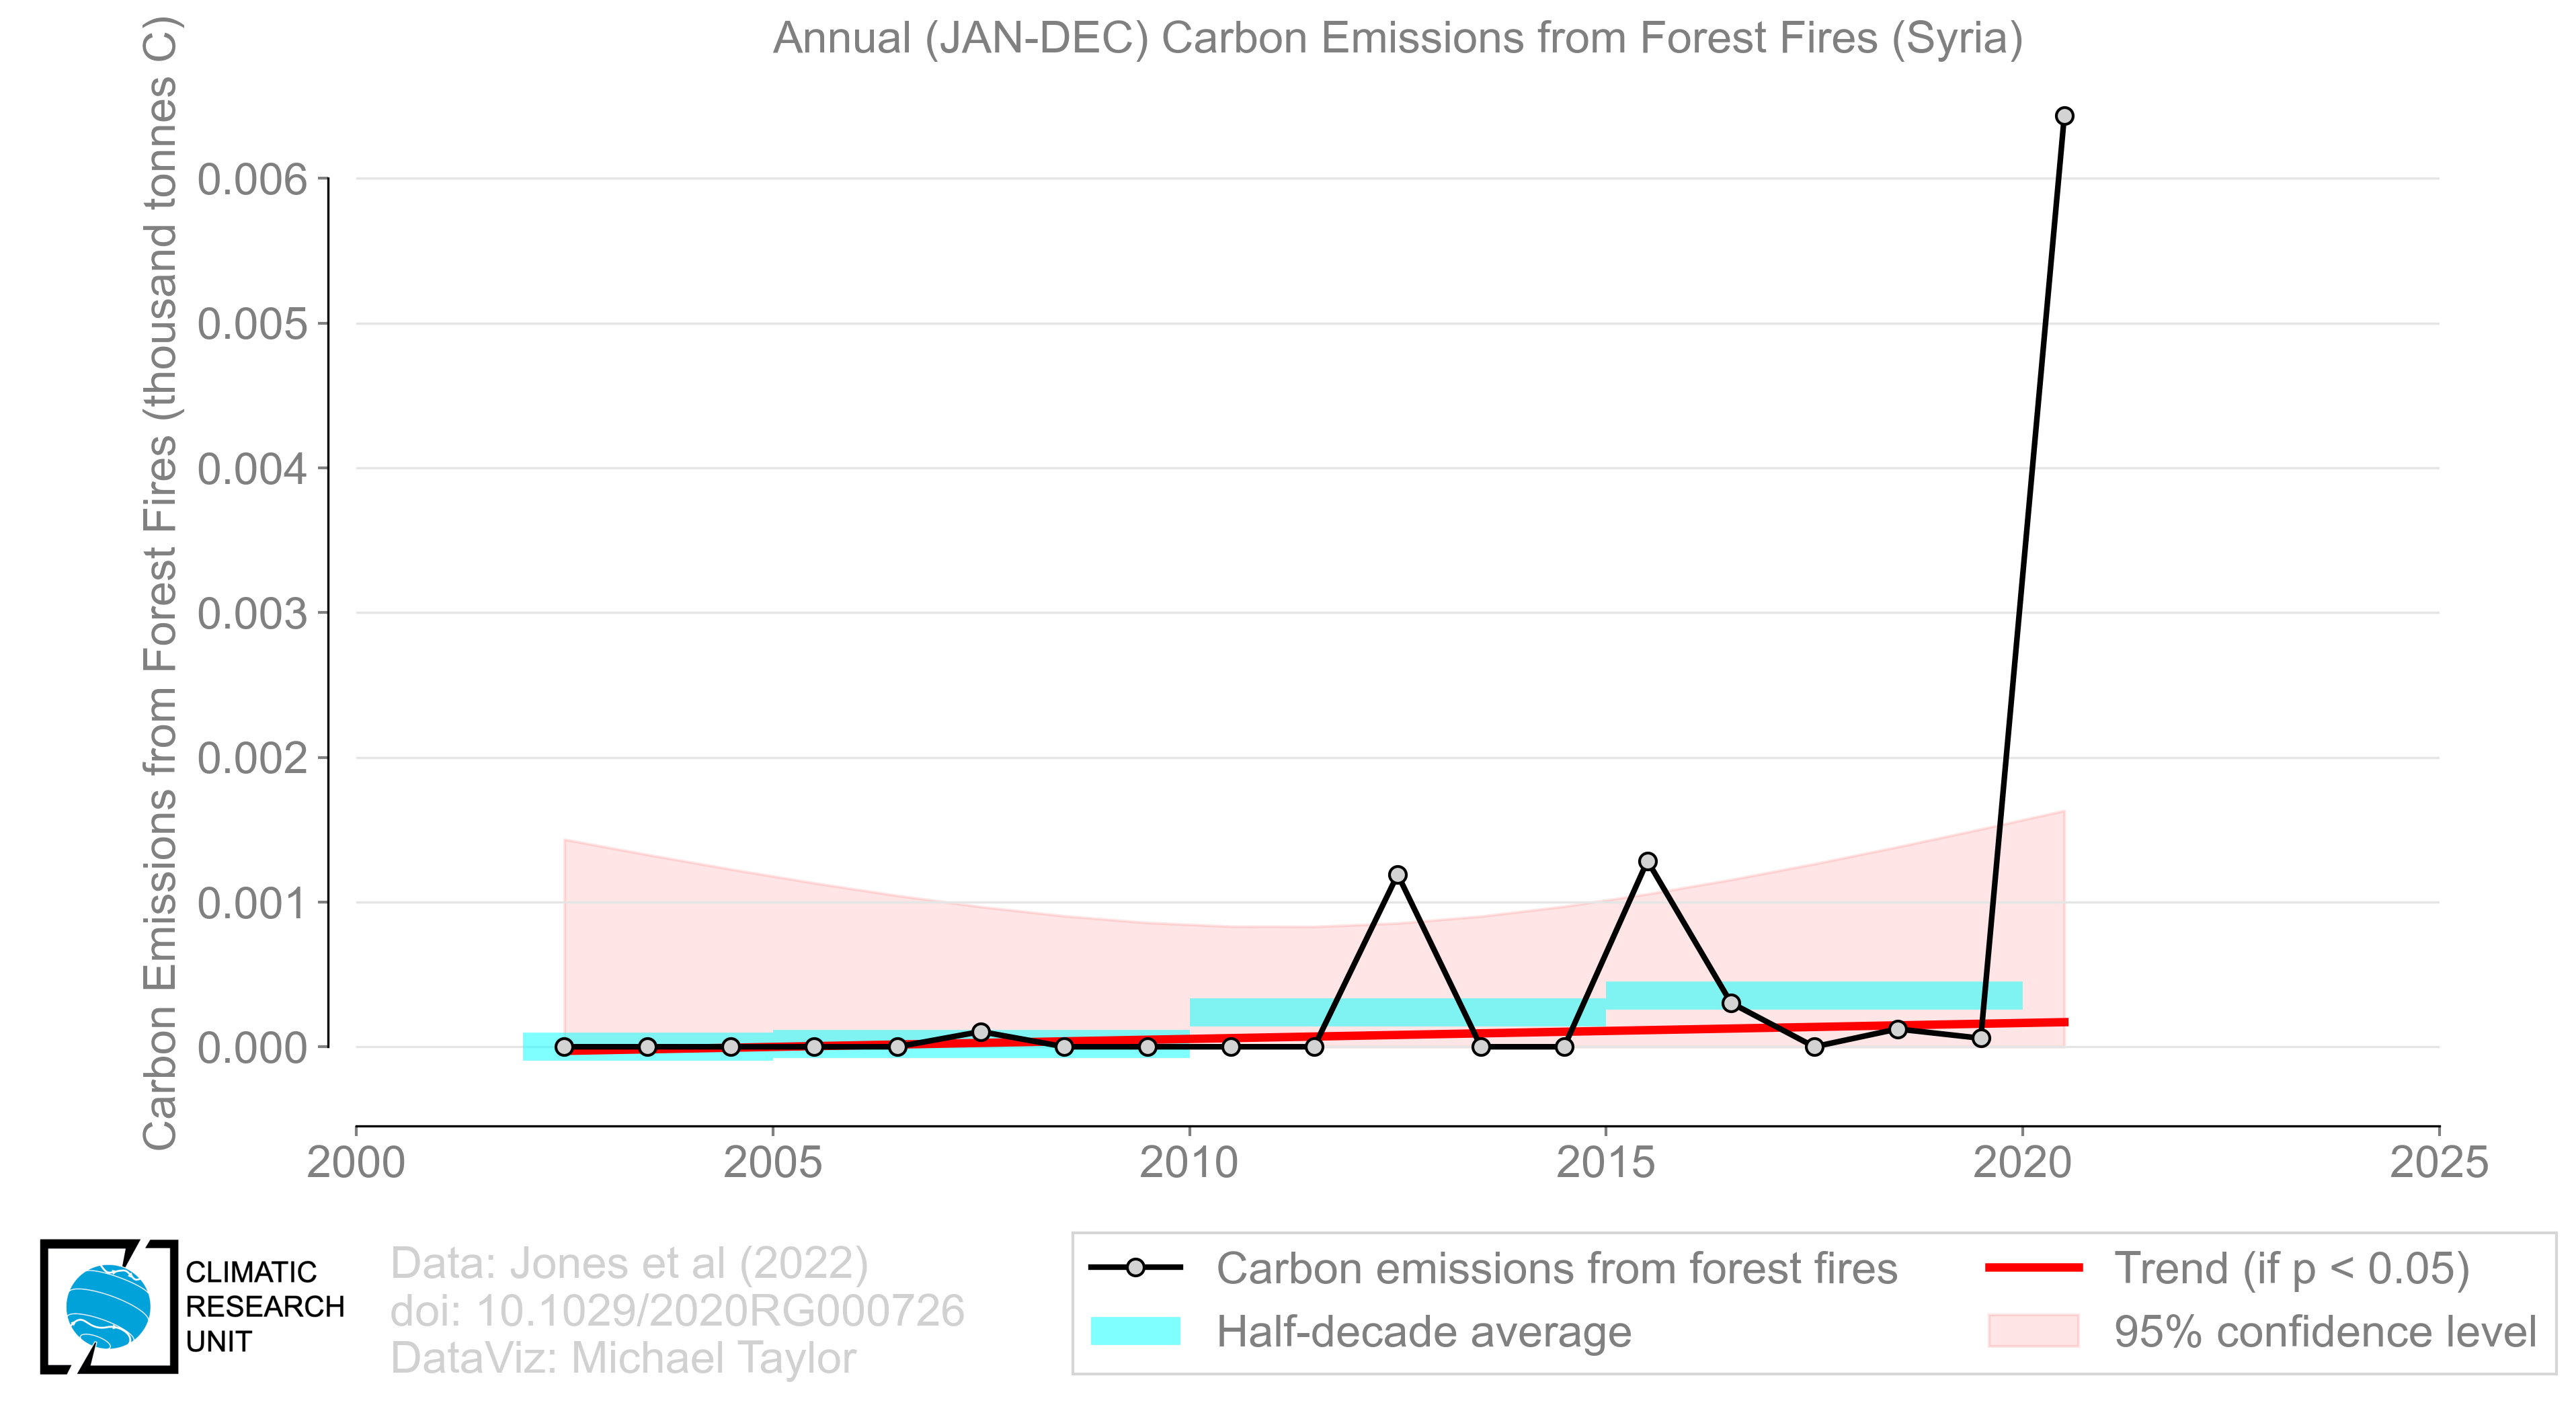 Annual (JAN-DEC) Carbon Emissions from Forest Fires (Syria)
Carbon Emissions from Forest Fires (thousand tonnes C)
0.006
0.005
0.004
0.003
0.002
0.001
0.000
2000 2005 2010 2015 2020 2025
CLIMATIC
RESEARCH
UNIT
Data: Jones et al (2022)
doi: 10.1029/2020RG000726
DataViz: Michael Taylor
Carbon emissions from forest fires
Half-decade average
Trend (if p < 0.05)
95% confidence level